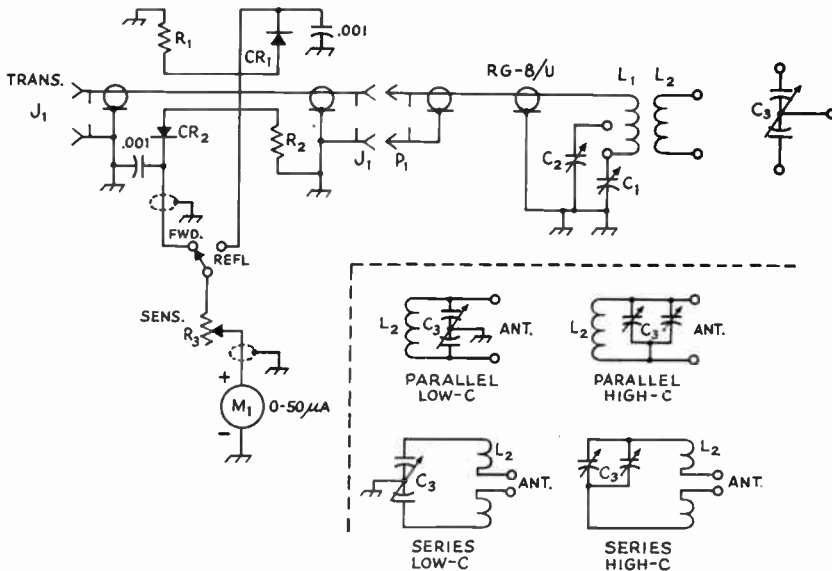 R1
CR1
.001
TRANS.
J1
CR2
.001
R2
J1
P1
RG-8/U
L1
L2
C2
C1
C3
FWD.
REFL
SENS.
R3
+
M1
0-50µA
-
L2
C3
ANT.
PARALLEL
LOW-C
L2
C3
ANT.
PARALLEL
HIGH-C
C3
L2
ANT.
SERIES
LOW-C
C3
L2
ANT.
SERIES
HIGH-C